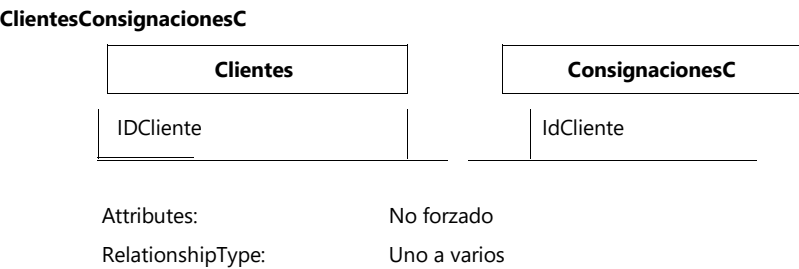 ClientesConsignacionesC
Clientes ConsignacionesC
IDCliente IdCliente
Attributes: No forzado
RelationshipType: Uno a varios